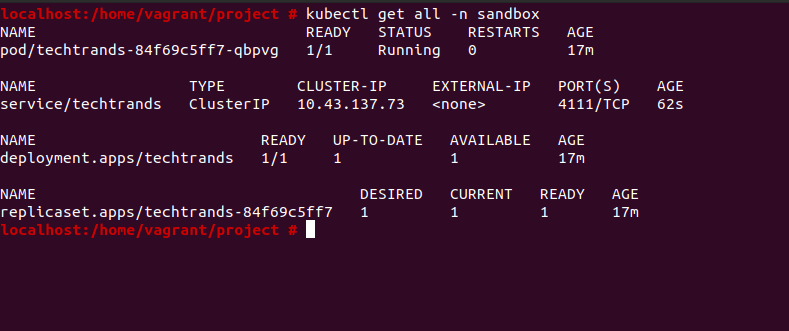 localhost:/home/vagrant/project # kubectl get all -n sandbox
NAME READY STATUS RESTARTS AGE
pod/techtrands-84f69c5ff7-qbpvg 1/1 Running 0 17m
NAME TYPE CLUSTER-IP EXTERNAL-IP PORT(S) AGE
service/techtrands ClusterIP 10.43.137.73 <none> 4111/TCP 62s
NAME READY UP-TO-DATE AVAILABLE AGE
deployment.apps/techtrands 1/1 1 1 17m
NAME DESIRED CURRENT READY AGE
replicaset.apps/techtrands-84f69c5ff7 1 1 1 17m
localhost:/home/vagrant/project #